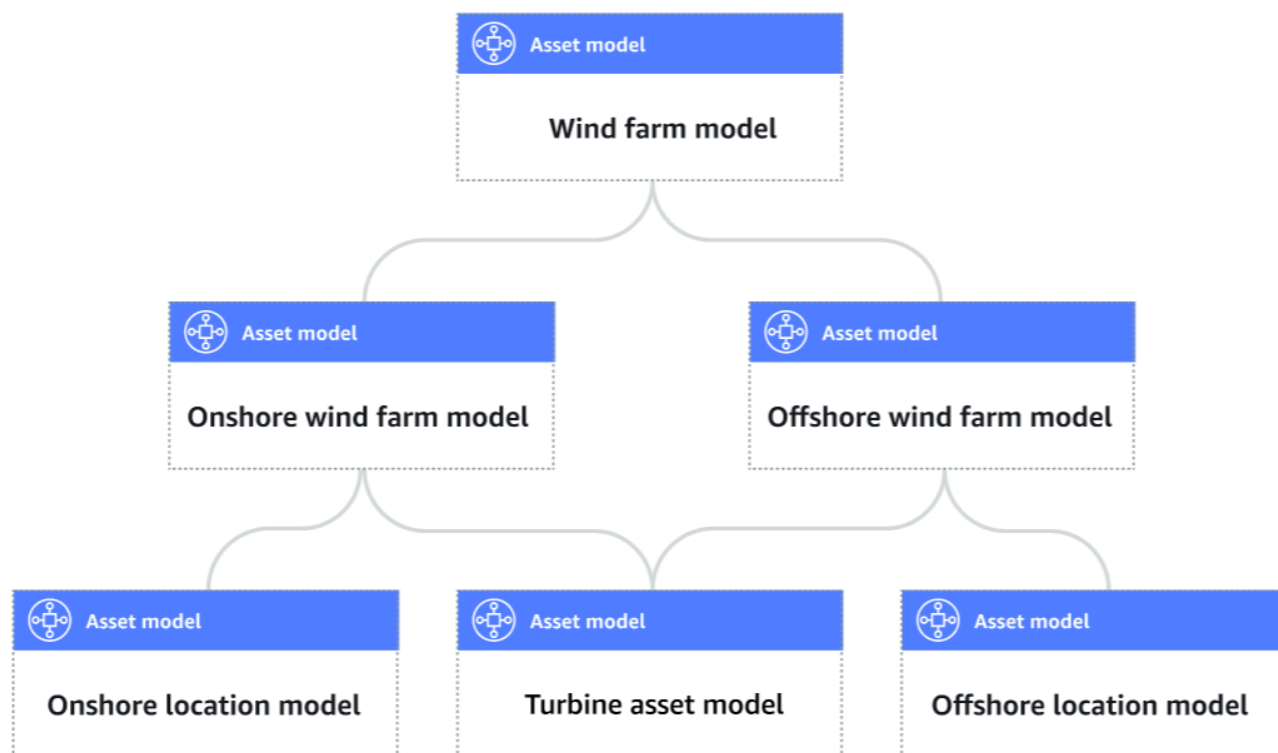 Asset model
Wind farm model
Asset model
Onshore wind farm model
Asset model
Offshore wind farm model
Asset model
Onshore location model
Asset model
Turbine asset model
Asset model
Offshore location model